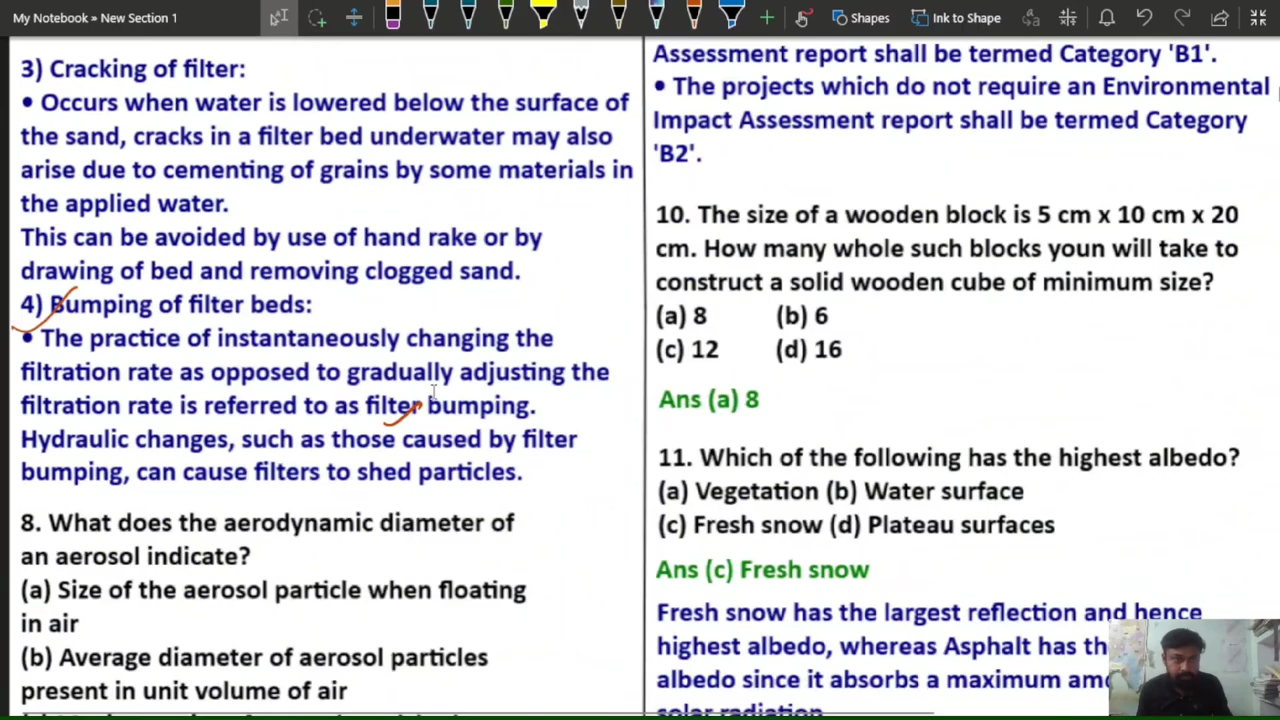 My Notebook » New Section 1
Shapes
Ink to Shape
3) Cracking of filter:
• Occurs when water is lowered below the surface of
the sand, cracks in a filter bed underwater may also
arise due to cementing of grains by some materials in
the applied water.
This can be avoided by use of hand rake or by
drawing of bed and removing clogged sand.
4) Bumping of filter beds:
• The practice of instantaneously changing the
filtration rate as opposed to gradually adjusting the
filtration rate is referred to as filter bumping.
Hydraulic changes, such as those caused by filter
bumping, can cause filters to shed particles.
8. What does the aerodynamic diameter of
an aerosol indicate?
(a) Size of the aerosol particle when floating
in air
(b) Average diameter of aerosol particles
present in unit volume of air
Assessment report shall be termed Category 'B1'.
• The projects which do not require an Environmental
Impact Assessment report shall be termed Category
'B2'.
10. The size of a wooden block is 5 cm x 10 cm x 20
cm. How many whole such blocks youn will take to
construct a solid wooden cube of minimum size?
(a) 8 (b) 6
(c) 12 (d) 16
Ans (a) 8
11. Which of the following has the highest albedo?
(a) Vegetation (b) Water surface
(c) Fresh snow (d) Plateau surfaces
Ans (c) Fresh snow
Fresh snow has the largest reflection and hence
highest albedo, whereas Asphalt has
albedo since it absorbs a maximum
solar radiation